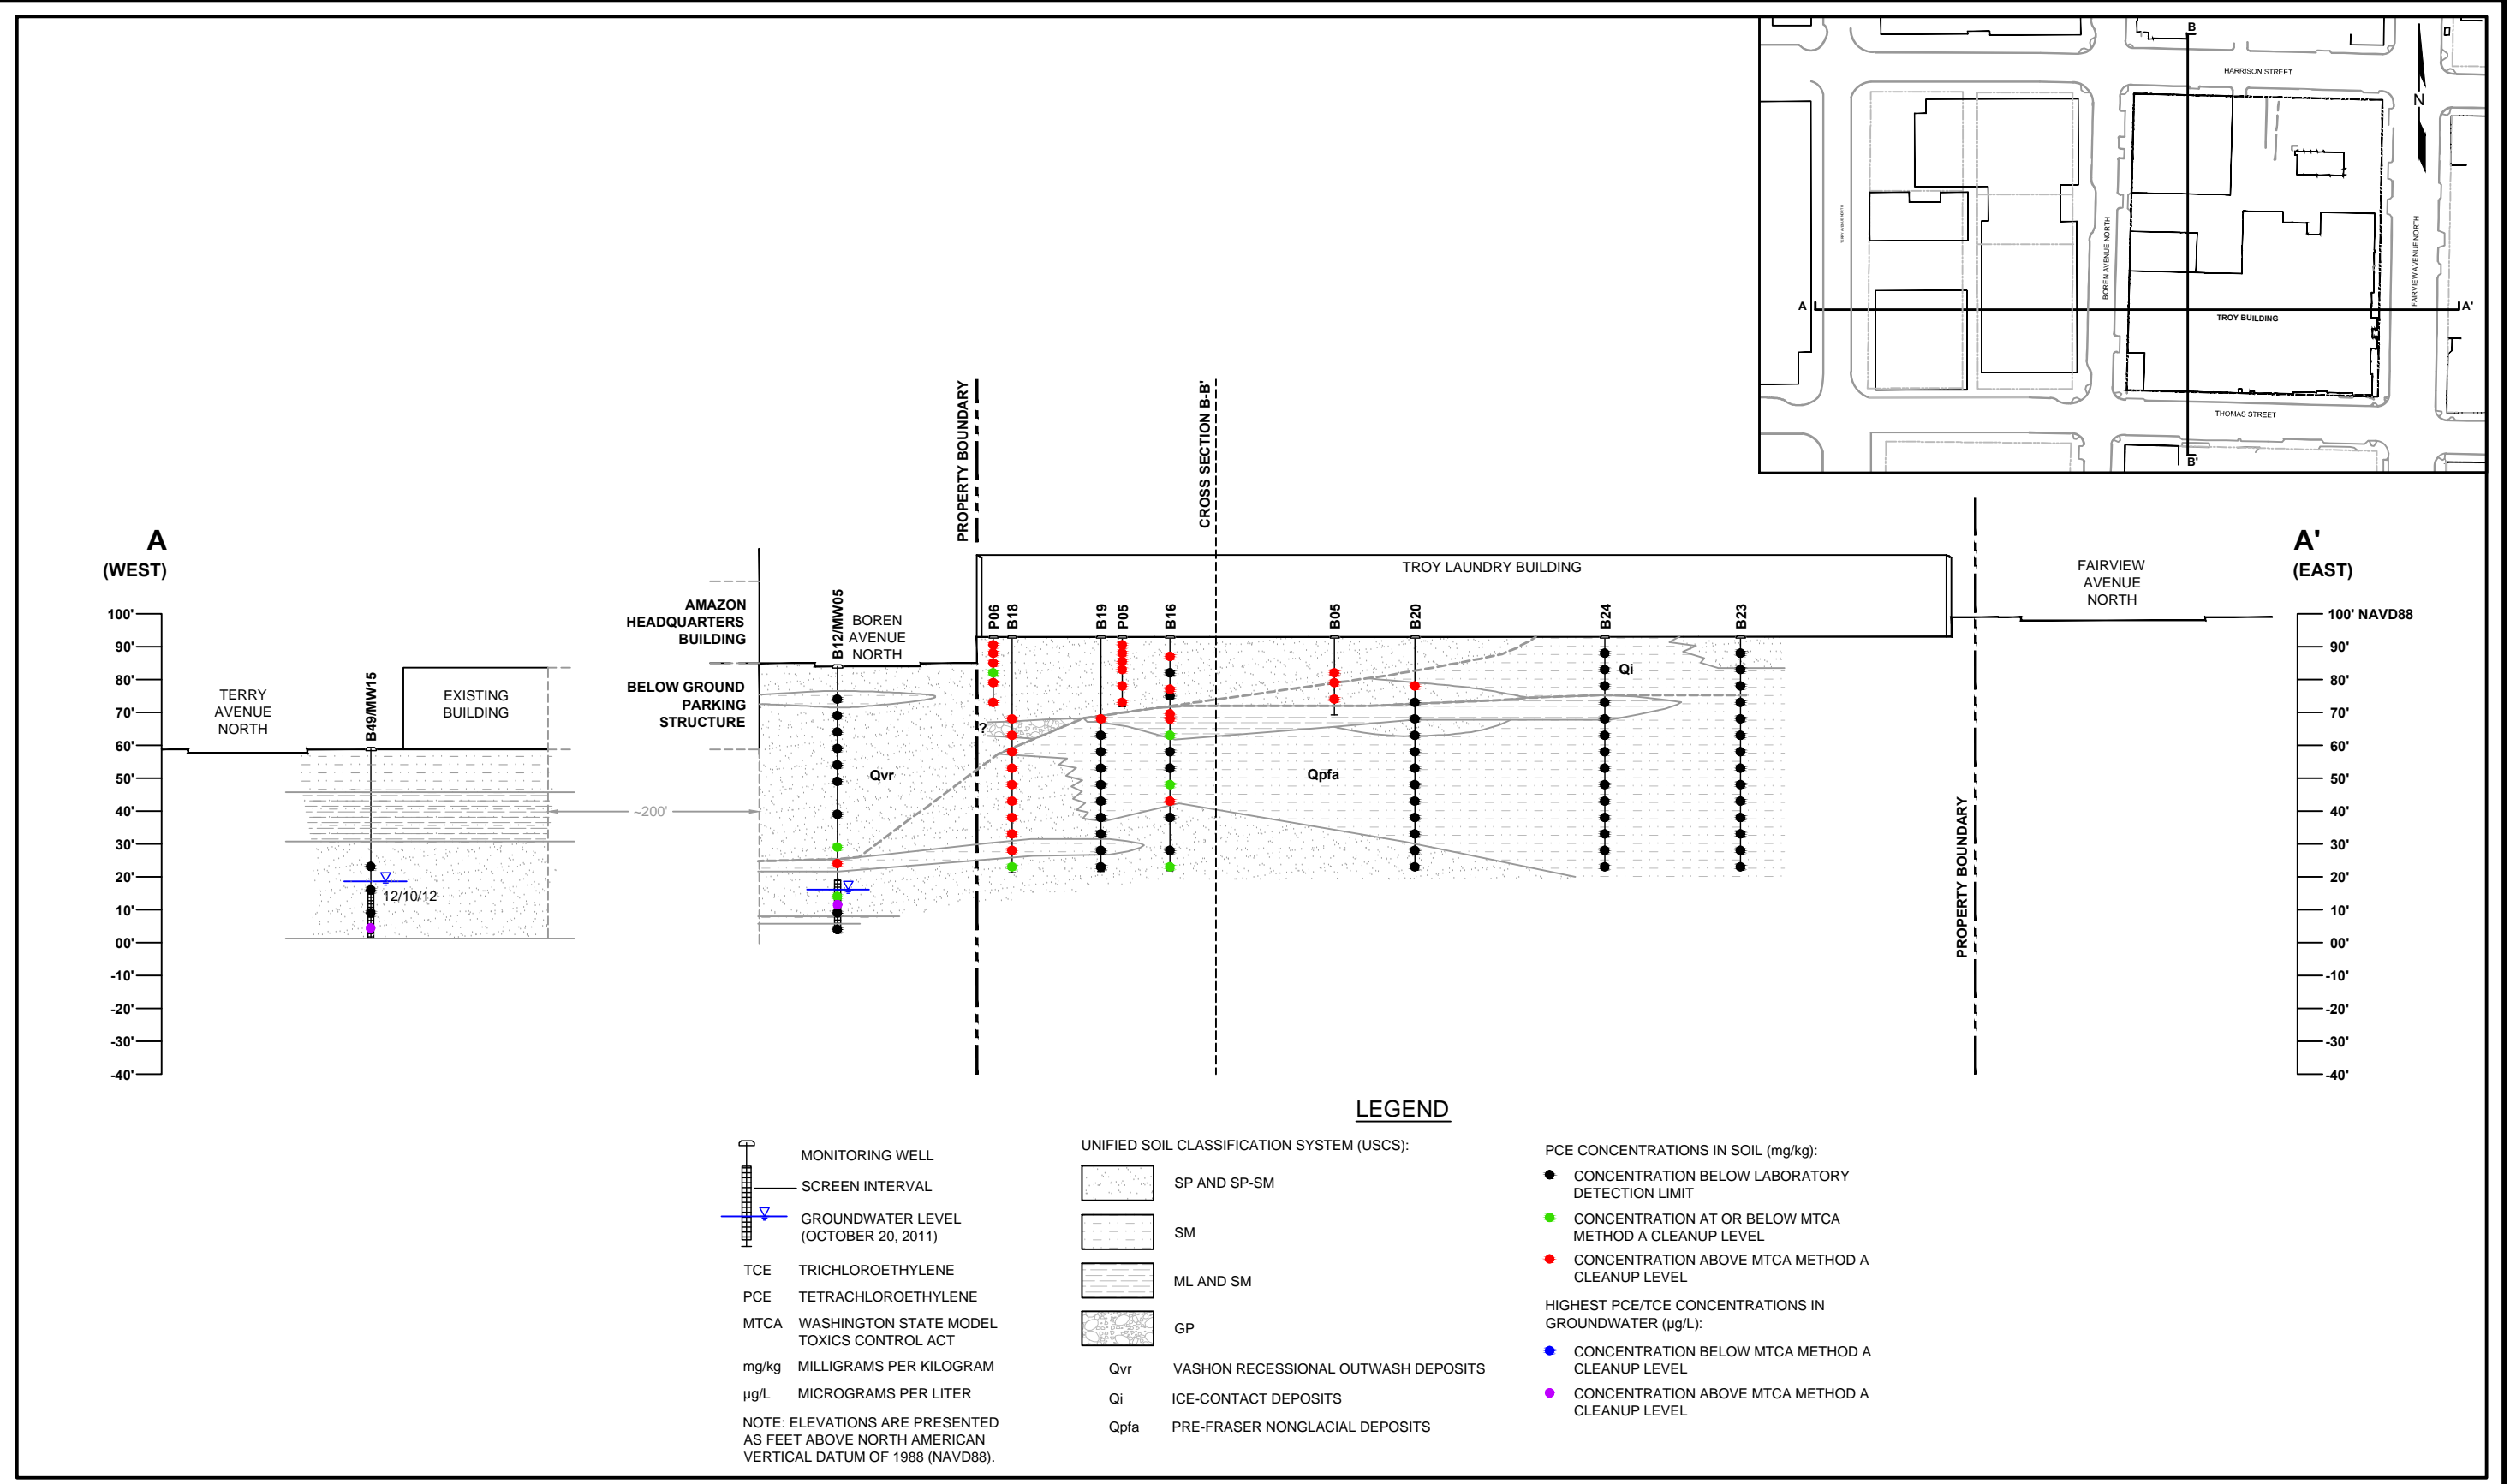 B
HARRISON STREET
N
BOREN AVENUE NORTH
FAIRVIEW AVENUE NORTH
A
A'
TROY BUILDING
THOMAS STREET
B'
PROPERTY BOUNDARY
CROSS SECTION B-B'
A
(WEST)
A'
(EAST)
TROY LAUNDRY BUILDING
FAIRVIEW
AVENUE
NORTH
AMAZON
HEADQUARTERS
BUILDING
BOREN
AVENUE
NORTH
BELOW GROUND
PARKING
STRUCTURE
TERRY
AVENUE
NORTH
EXISTING
BUILDING
B49/MW15
B12/MW05
P06
B18
B19
P05
B16
B05
B20
B24
B23
100'
90'
80'
70'
60'
50'
40'
30'
20'
10'
00'
-10'
-20'
-30'
-40'
100' NAVD88
90'
80'
70'
60'
50'
40'
30'
20'
10'
00'
-10'
-20'
-30'
-40'
Qi
?
Qvr
Qpfa
~200'
12/10/12
PROPERTY BOUNDARY
LEGEND
MONITORING WELL
SCREEN INTERVAL
GROUNDWATER LEVEL
(OCTOBER 20, 2011)
TCE TRICHLOROETHYLENE
PCE TETRACHLOROETHYLENE
MTCA WASHINGTON STATE MODEL
TOXICS CONTROL ACT
mg/kg MILLIGRAMS PER KILOGRAM
µg/L MICROGRAMS PER LITER
NOTE: ELEVATIONS ARE PRESENTED
AS FEET ABOVE NORTH AMERICAN
VERTICAL DATUM OF 1988 (NAVD88).
UNIFIED SOIL CLASSIFICATION SYSTEM (USCS):
SP AND SP-SM
SM
ML AND SM
GP
Qvr VASHON RECESSIONAL OUTWASH DEPOSITS
Qi ICE-CONTACT DEPOSITS
Qpfa PRE-FRASER NONGLACIAL DEPOSITS
PCE CONCENTRATIONS IN SOIL (mg/kg):
CONCENTRATION BELOW LABORATORY
DETECTION LIMIT
CONCENTRATION AT OR BELOW MTCA
METHOD A CLEANUP LEVEL
CONCENTRATION ABOVE MTCA METHOD A
CLEANUP LEVEL
HIGHEST PCE/TCE CONCENTRATIONS IN
GROUNDWATER (µg/L):
CONCENTRATION BELOW MTCA METHOD A
CLEANUP LEVEL
CONCENTRATION ABOVE MTCA METHOD A
CLEANUP LEVEL